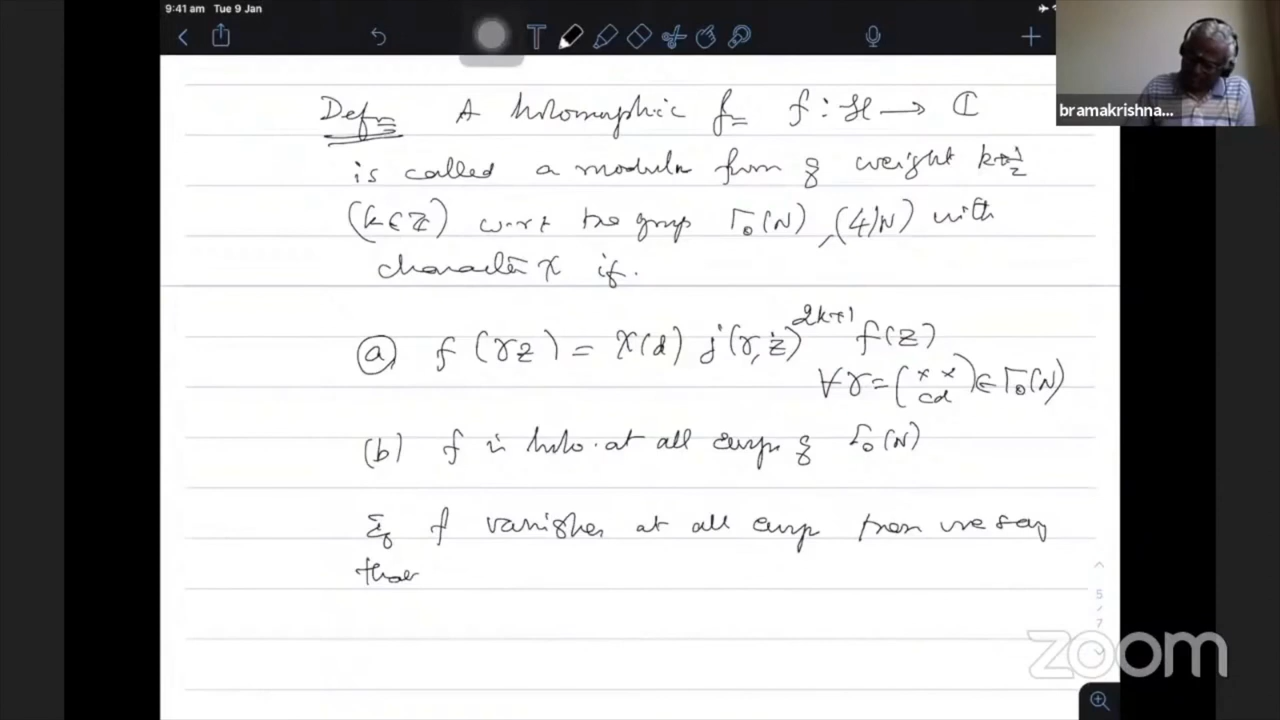 9:41 am Tue 9 Jan
bramakrishna...
Defn A holomorphic fn f : ℋ → ℂ
is called a modular form of weight k+1/2
(k∈ℤ) w.r.t the group Γ₀(N), (4|N) with
character χ if.
(a) f(γz) = χ(d) j(γ,z)^{2k+1} f(z)
∀ γ = (× × / c d) ∈ Γ₀(N)
(b) f is holo. at all cusps of Γ₀(N)
If f vanishes at all cusps then we say
that
5
/
7
zoom